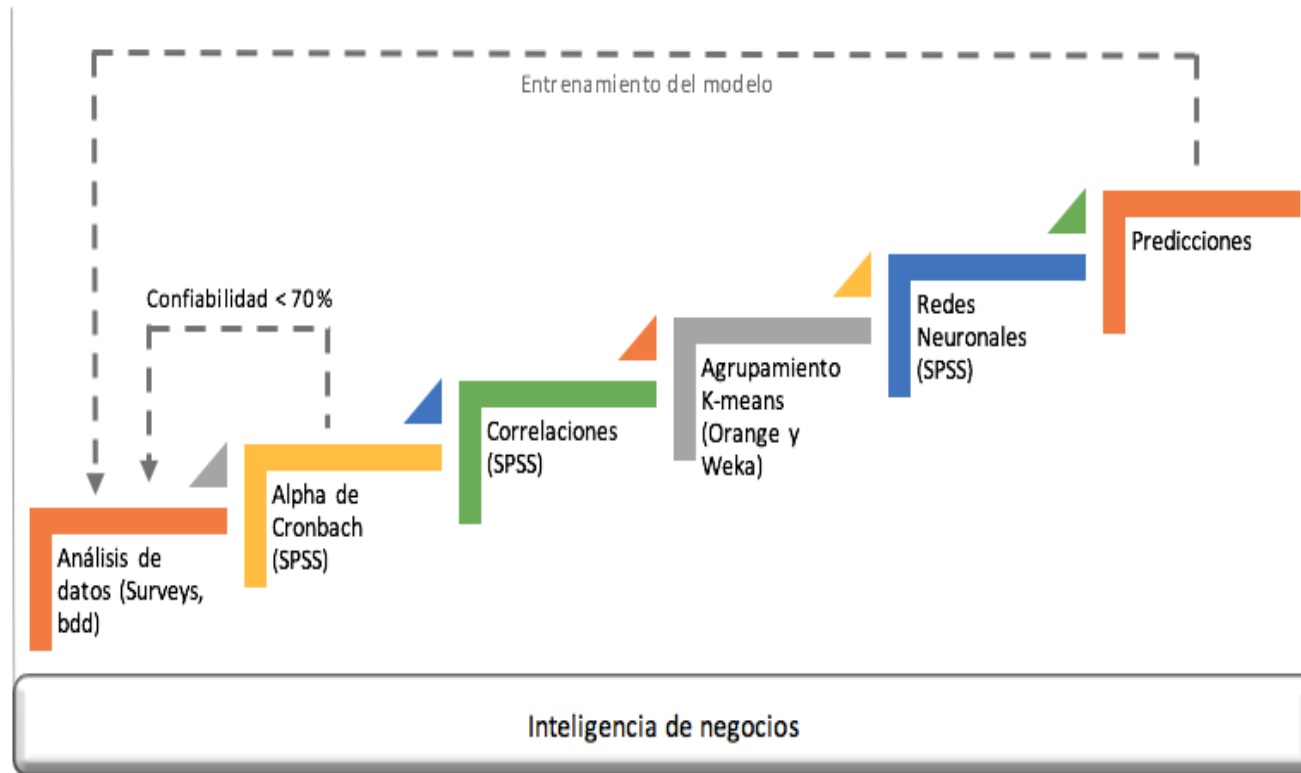 Entrenamiento del modelo
Predicciones
Confiabilidad < 70%
Redes
Neuronales
(SPSS)
Agrupamiento
K-means
(Orange y
Weka)
Correlaciones
(SPSS)
Alpha de
Cronbach
(SPSS)
Análisis de
datos (Surveys,
bdd)
Inteligencia de negocios